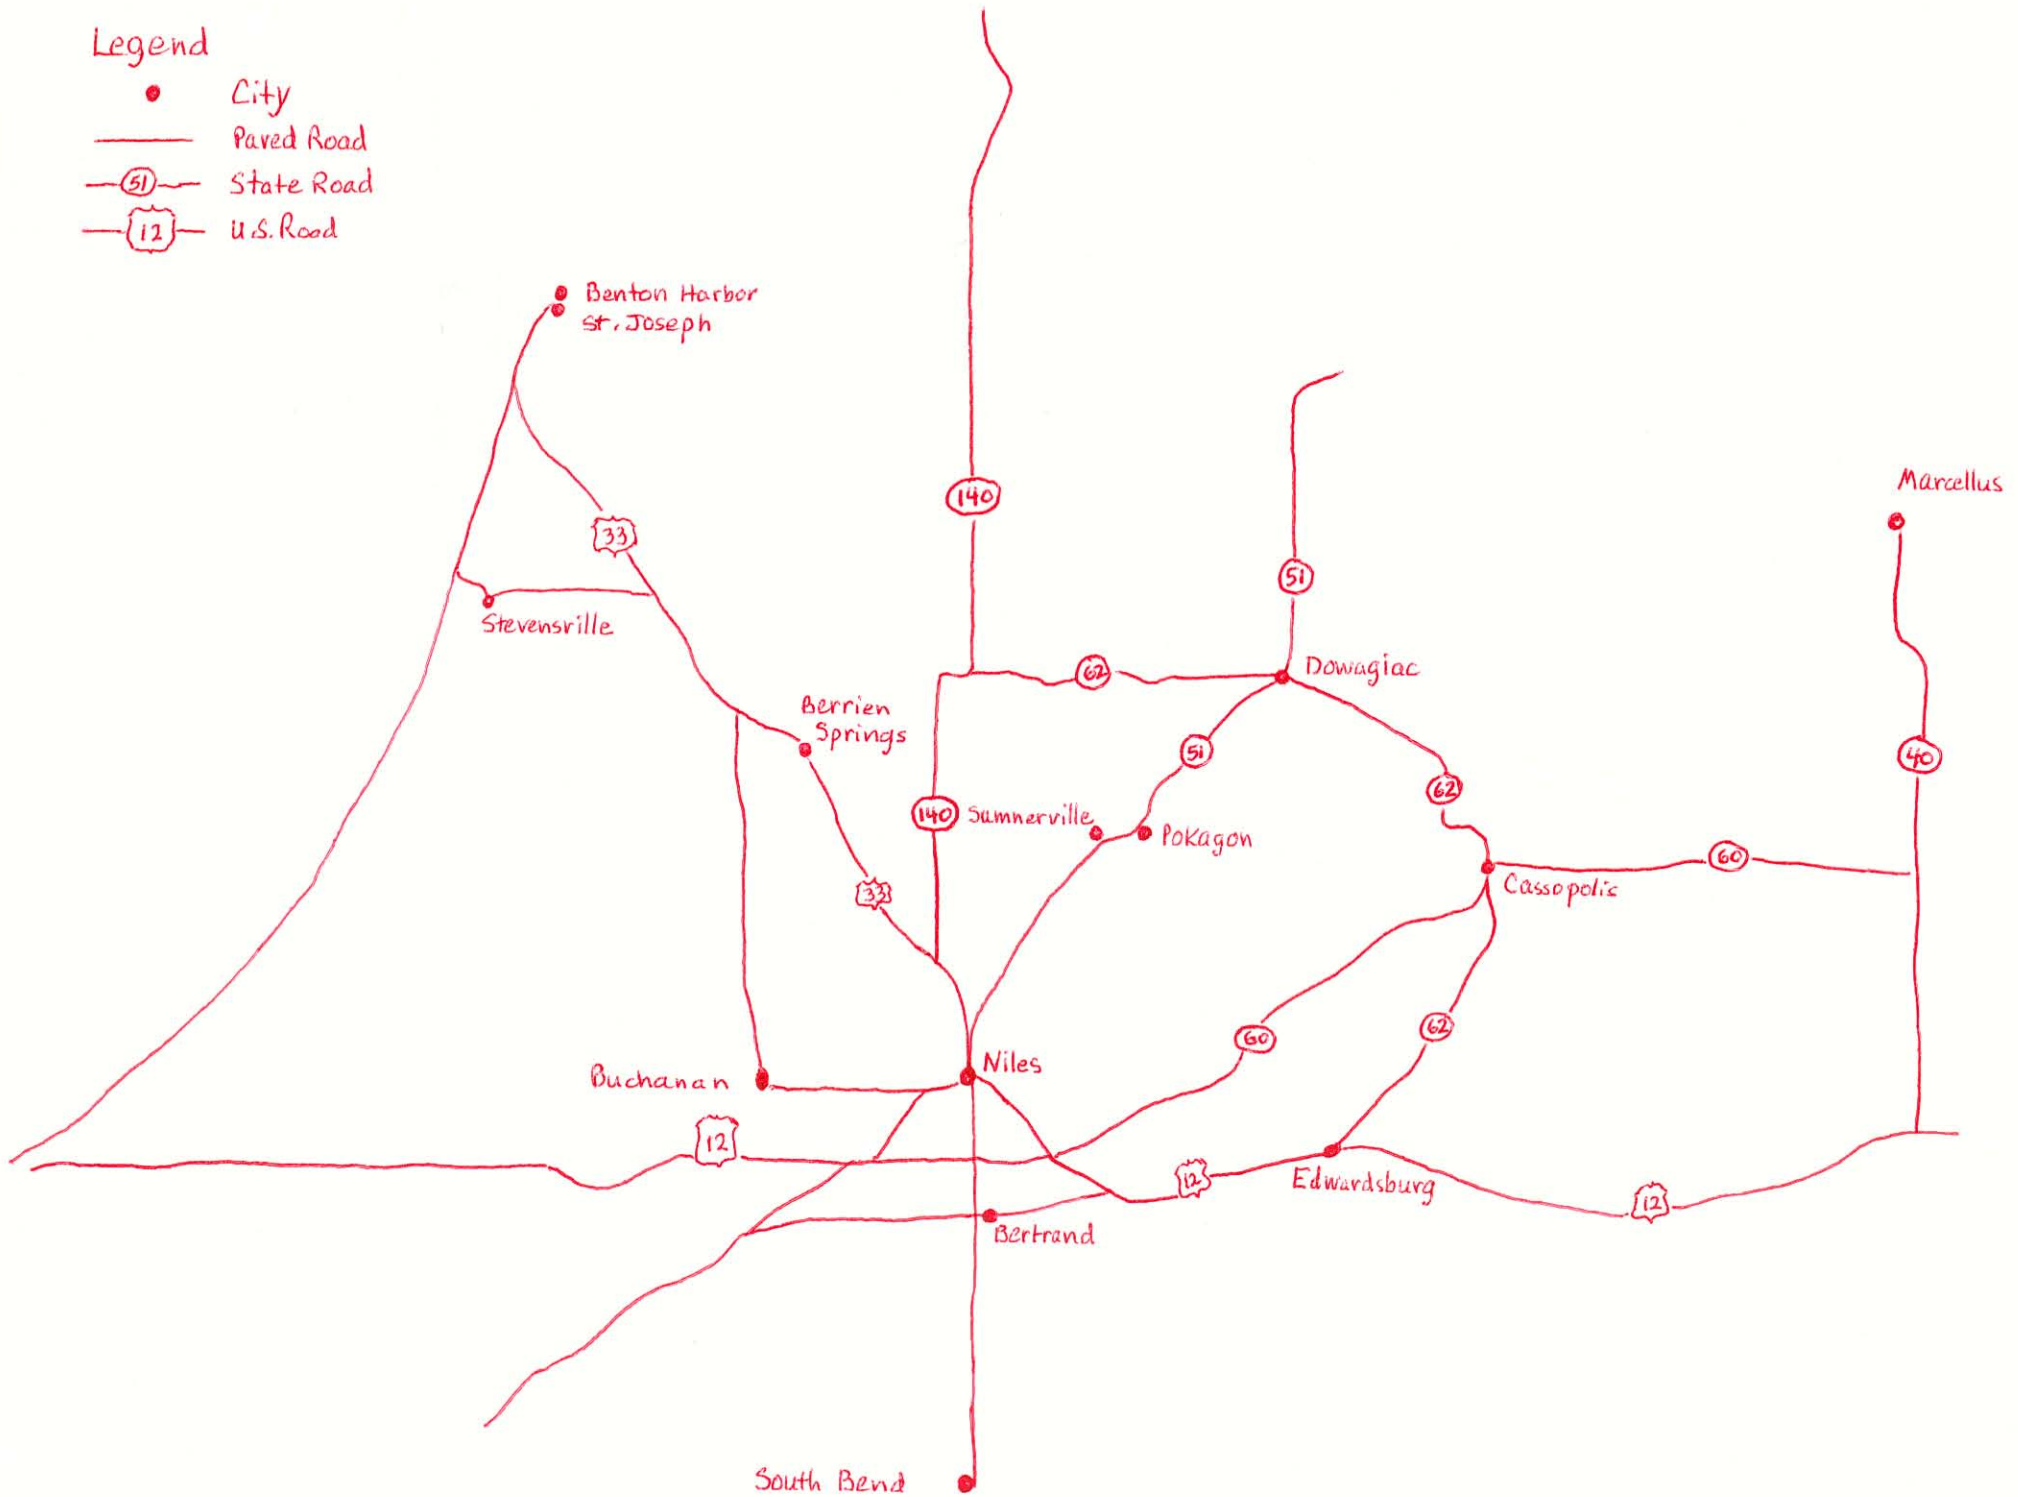 Legend
City
Paved Road
51 State Road
12 U.S. Road
Benton Harbor
St. Joseph
Marcellus
140
33
51
Stevensville
62
Dowagiac
Berrien
Springs
51
40
62
140
Sumnerville
Pokagon
60
33
Cassopolis
62
60
Niles
Buchanan
12
12
Edwardsburg
12
Bertrand
South Bend